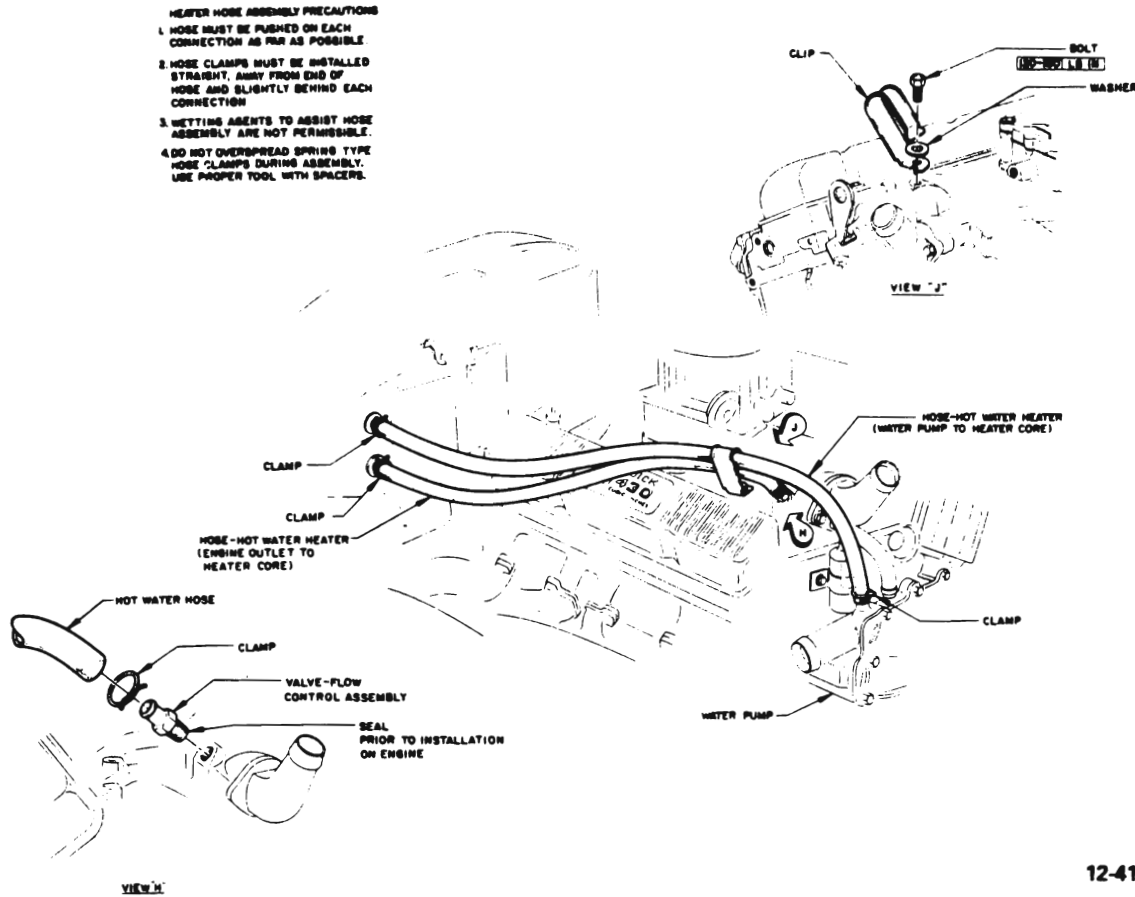 HEATER HOSE ASSEMBLY PRECAUTIONS
1. HOSE MUST BE PUSHED ON EACH
CONNECTION AS FAR AS POSSIBLE.
2. HOSE CLAMPS MUST BE INSTALLED
STRAIGHT, AWAY FROM END OF
HOSE AND SLIGHTLY BEHIND EACH
CONNECTION
3. WETTING AGENTS TO ASSIST HOSE
ASSEMBLY ARE NOT PERMISSIBLE.
4. DO NOT OVERSPREAD SPRING TYPE
HOSE CLAMPS DURING ASSEMBLY.
USE PROPER TOOL WITH SPACERS.
CLIP
BOLT
LB IN
WASHER
VIEW "J"
J
HOSE-HOT WATER HEATER
(WATER PUMP TO HEATER CORE)
CLAMP
430
CLAMP
H
HOSE-HOT WATER HEATER
(ENGINE OUTLET TO
HEATER CORE)
HOT WATER HOSE
CLAMP
CLAMP
VALVE-FLOW
CONTROL ASSEMBLY
WATER PUMP
SEAL
PRIOR TO INSTALLATION
ON ENGINE
VIEW "H"
12-41